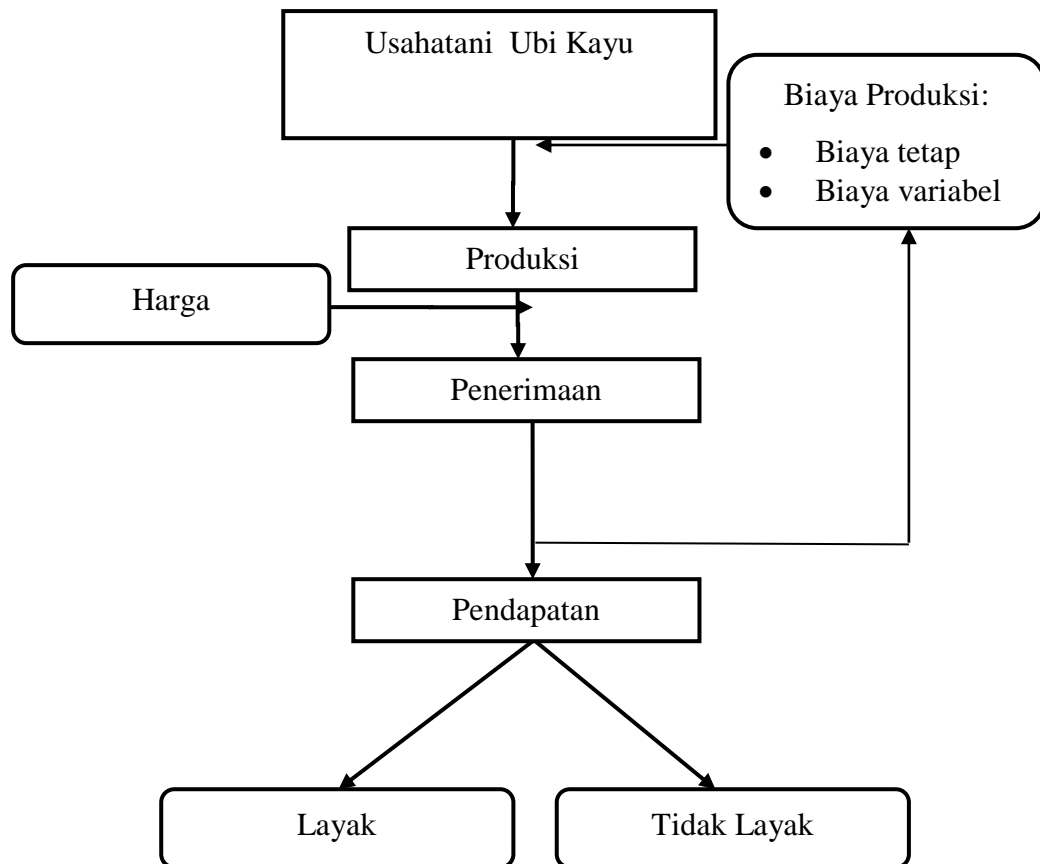 Usahatani  Ubi Kayu
Biaya Produksi:
• Biaya tetap
• Biaya variabel
Produksi
Harga
Penerimaan
Pendapatan
Layak
Tidak Layak